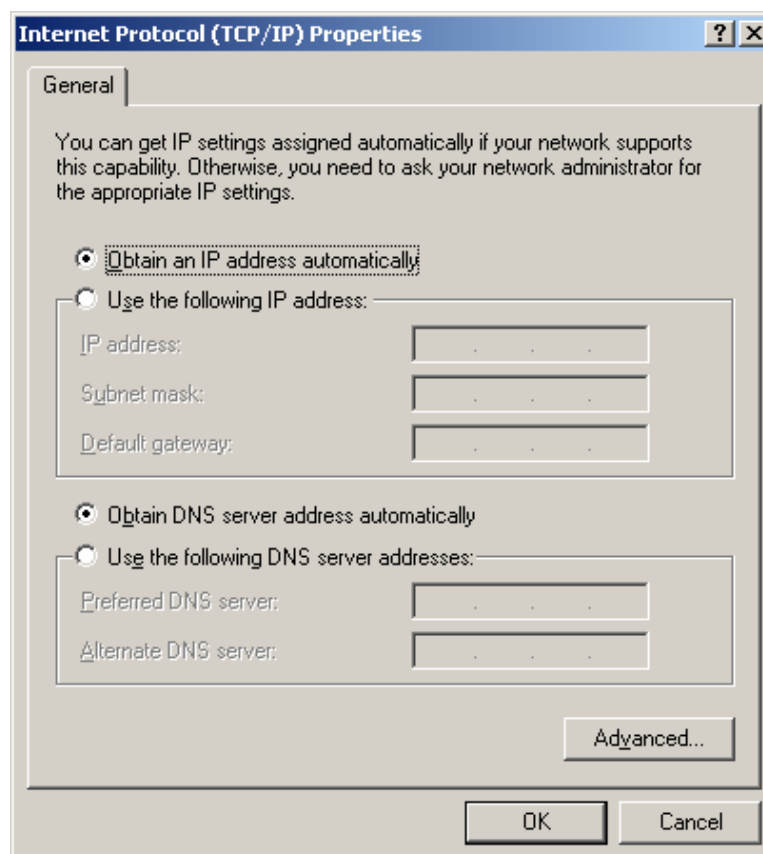 Internet Protocol (TCP/IP) Properties
General
You can get IP settings assigned automatically if your network supports
this capability. Otherwise, you need to ask your network administrator for
the appropriate IP settings.
Obtain an IP address automatically
Use the following IP address:
IP address:
Subnet mask:
Default gateway:
Obtain DNS server address automatically
Use the following DNS server addresses:
Preferred DNS server:
Alternate DNS server:
Advanced...
OK Cancel